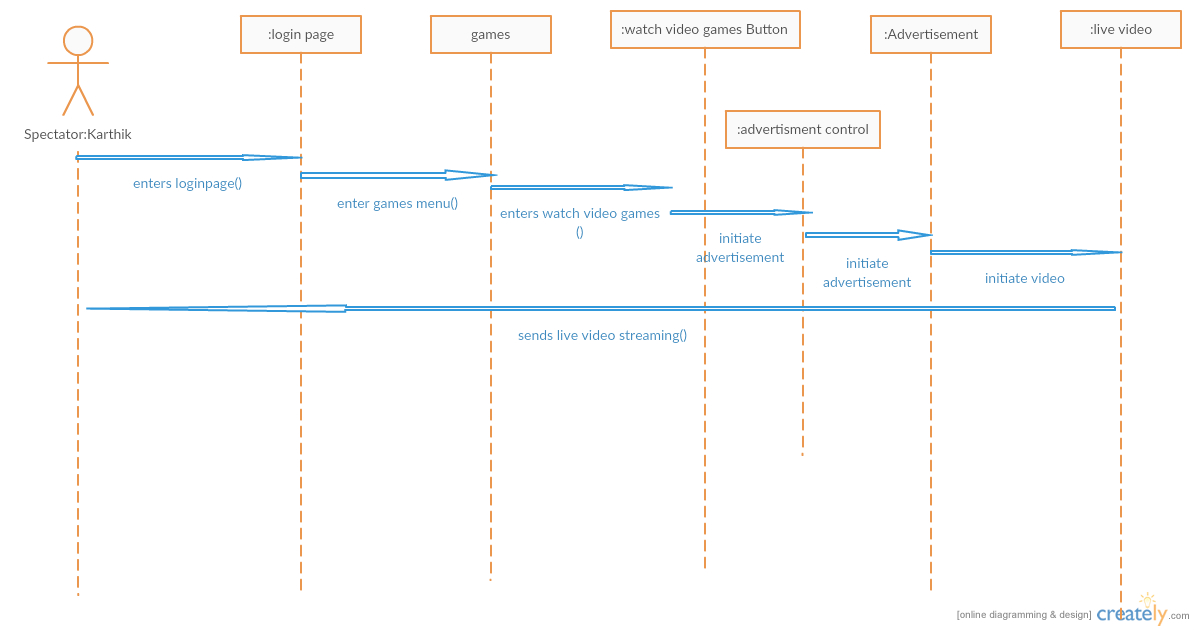 :login page
games
:watch video games Button
:Advertisement
:live video
:advertisment control
Spectator:Karthik
enters loginpage()
enter games menu()
enters watch video games
()
initiate
advertisement
initiate
advertisement
initiate video
sends live video streaming()
[online diagramming & design] creately.com